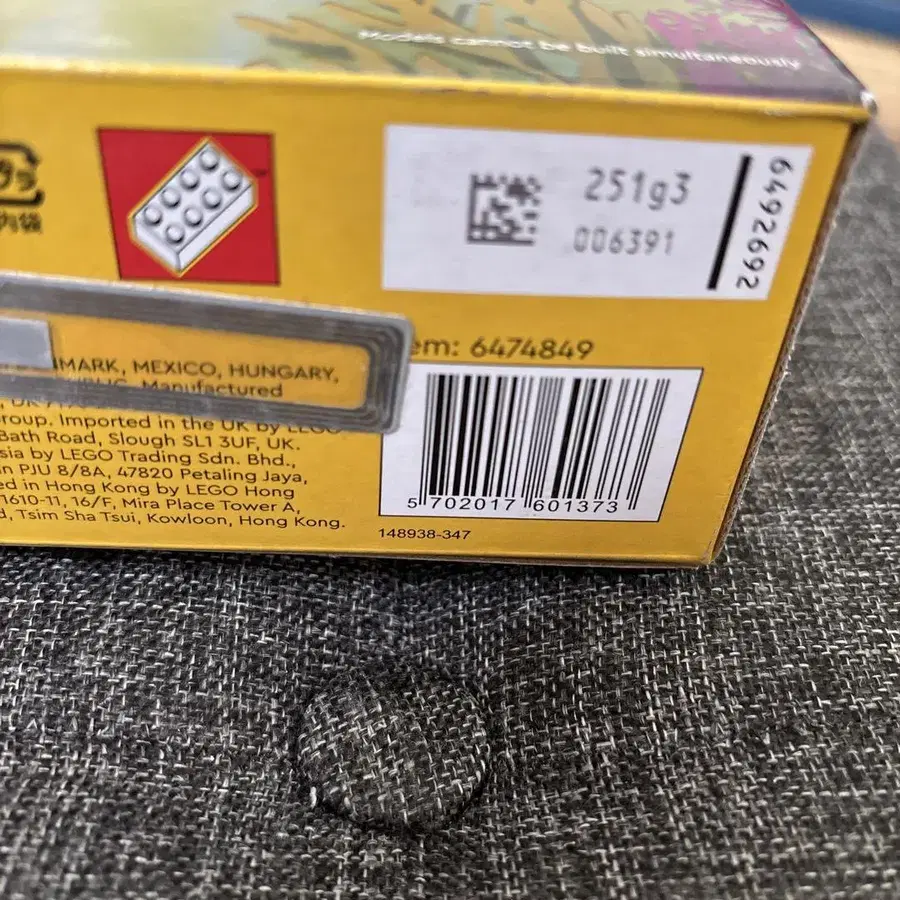 Models cannot be built simultaneously
内袋
251g3
006391
6492692
em: 6474849
MARK, MEXICO, HUNGARY,
Manufactured
roup. Imported in the UK by LEGO
Bath Road, Slough SL1 3UF, UK.
sia by LEGO Trading Sdn. Bhd.,
in PJU 8/8A, 47820 Petaling Jaya,
ed in Hong Kong by LEGO Hong
1610-11, 16/F, Mira Place Tower A,
d, Tsim Sha Tsui, Kowloon, Hong Kong.
5 702017 601373
148938-347